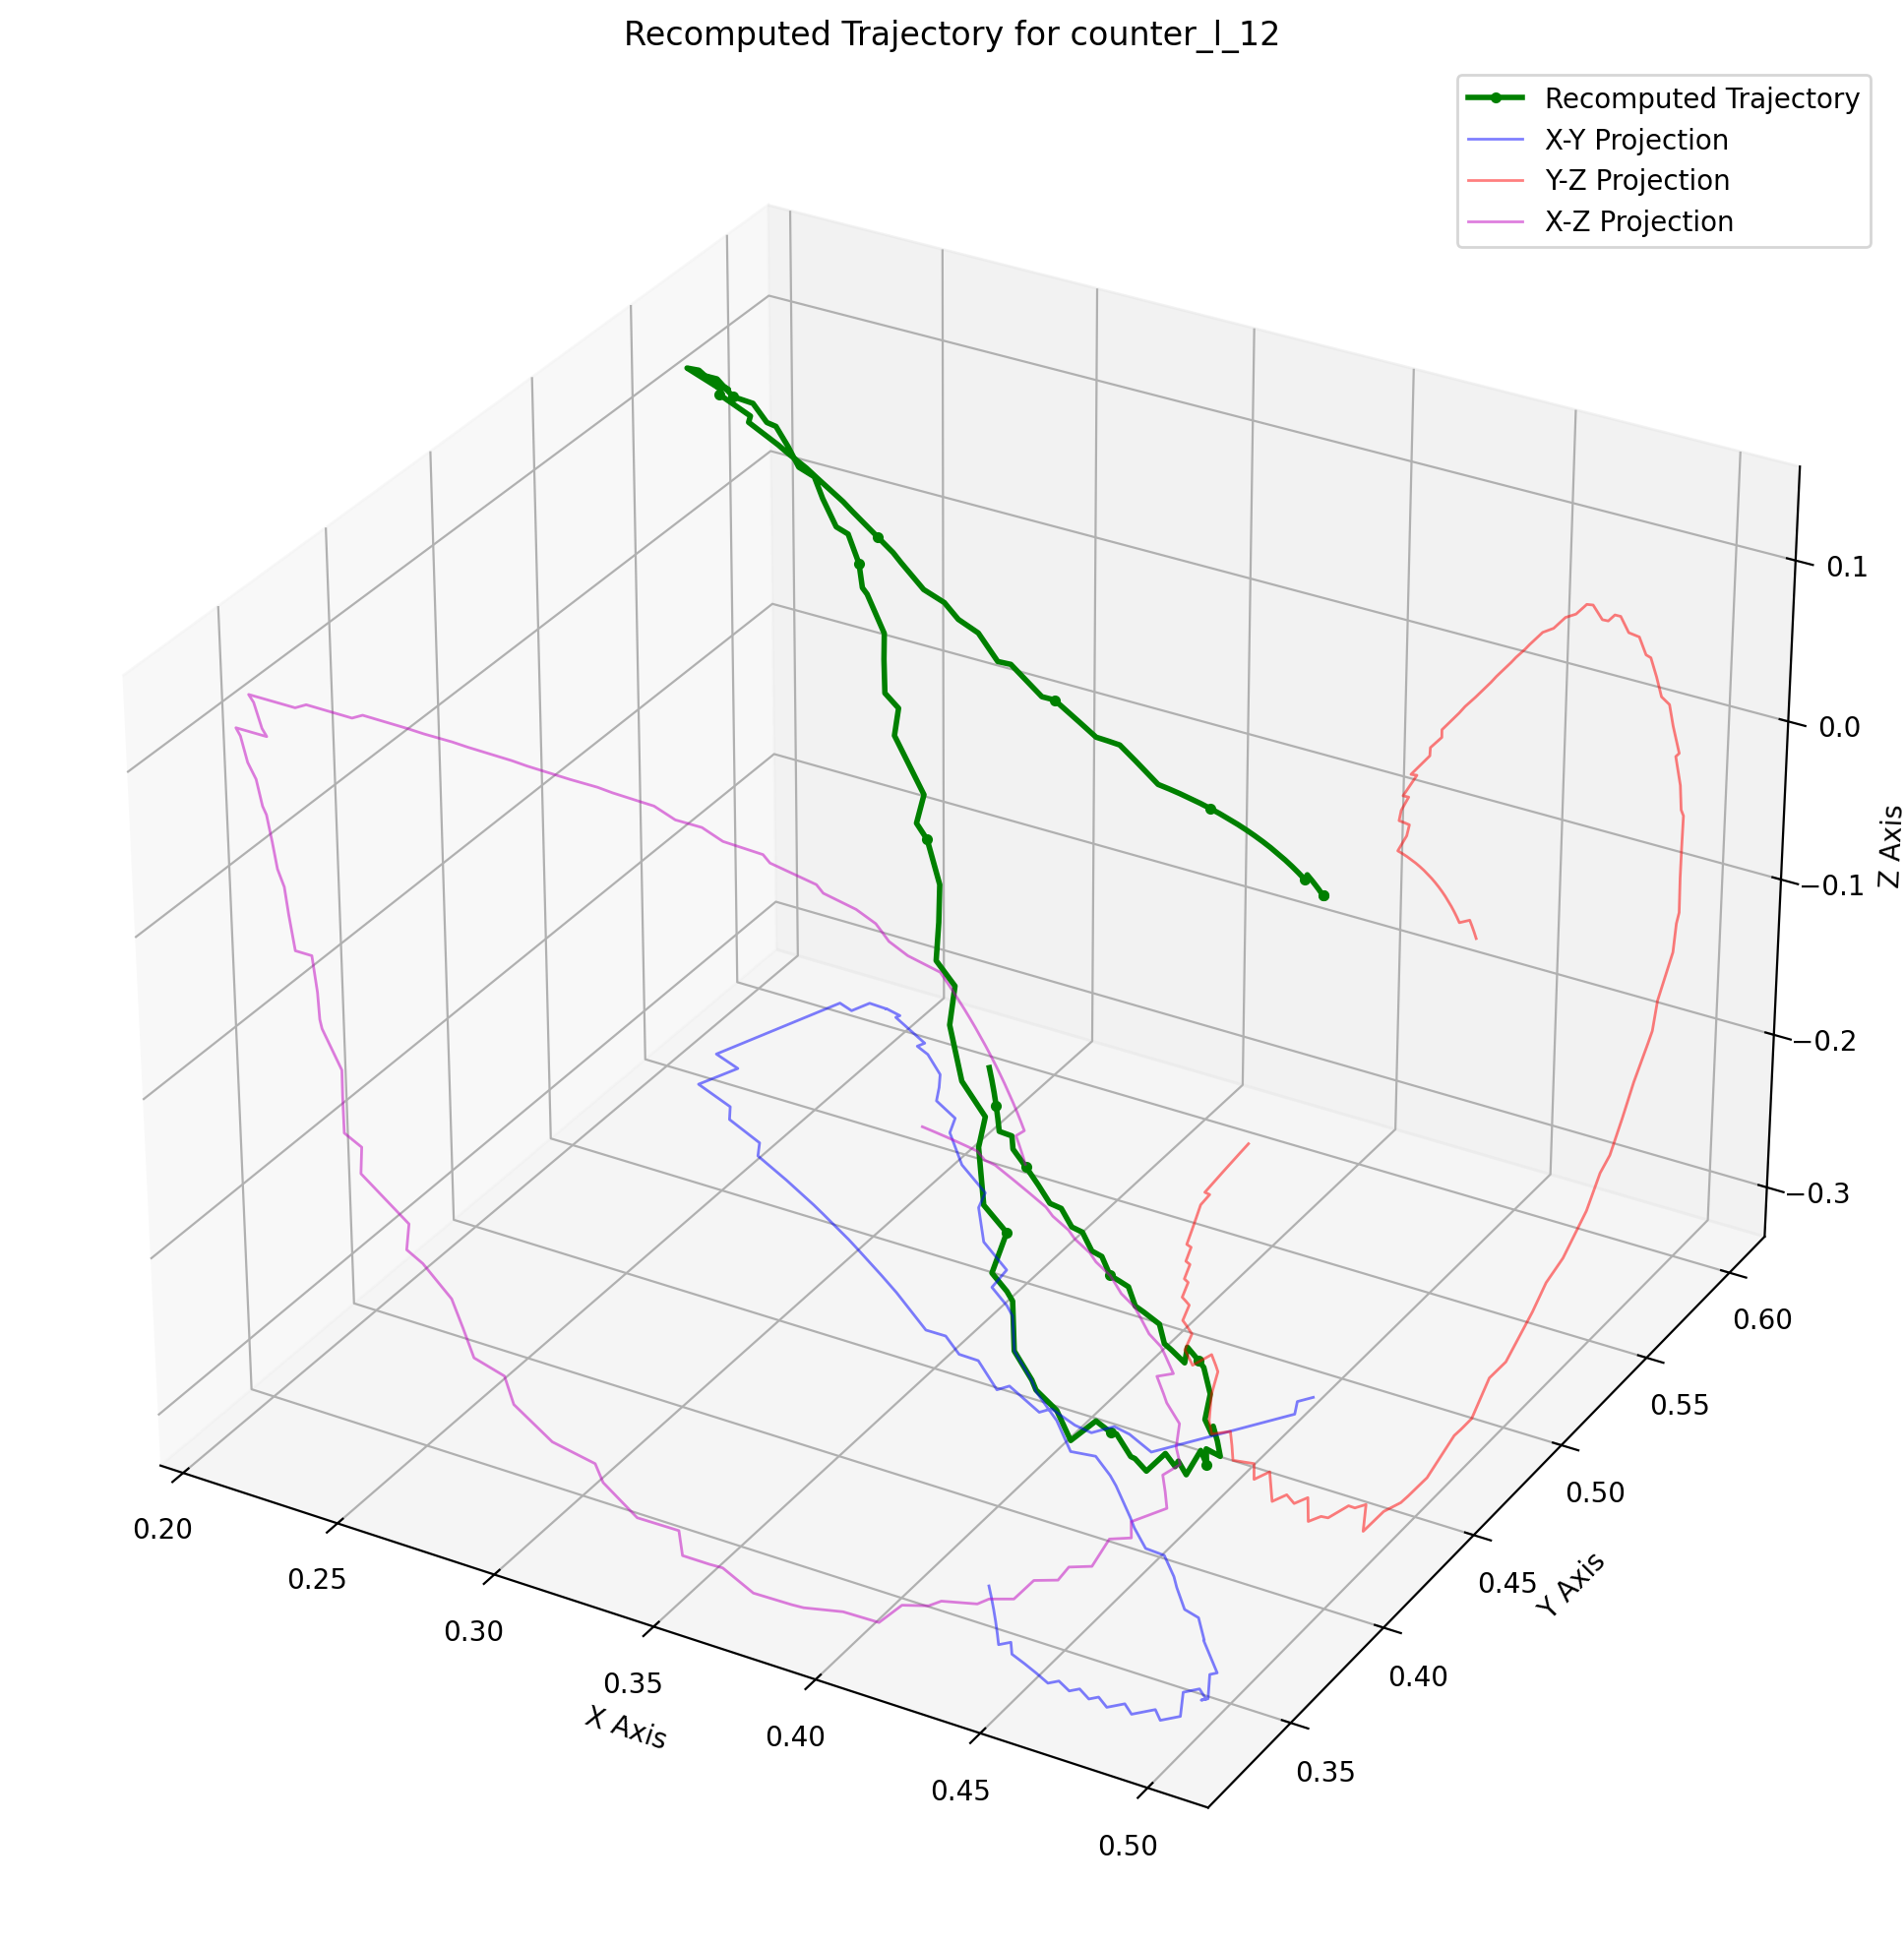 Recomputed Trajectory for counter_l_12
Recomputed Trajectory
X-Y Projection
Y-Z Projection
X-Z Projection
0.1
0.0
−0.1
−0.2
−0.3
Z Axis
0.60
0.55
0.50
0.45
0.40
0.35
Y Axis
0.20
0.25
0.30
0.35
0.40
0.45
0.50
X Axis